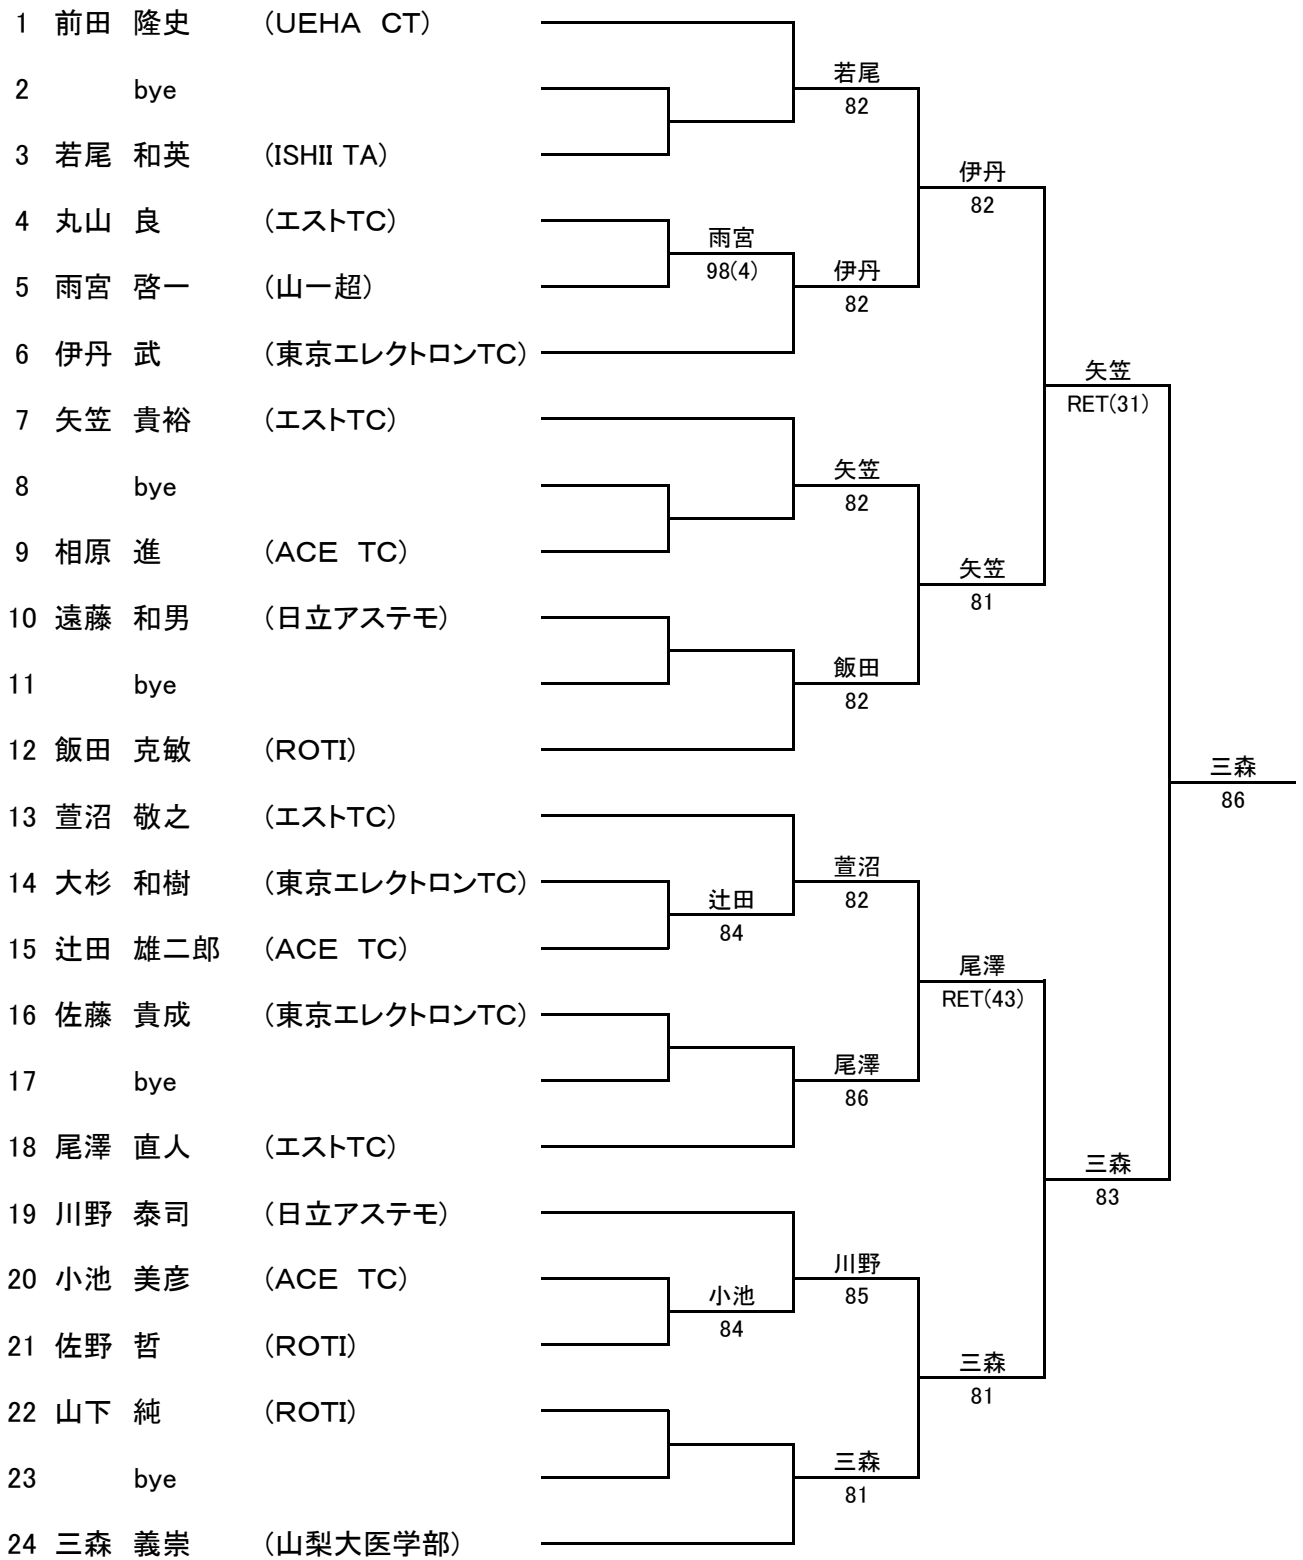 1 前田 隆史 (UEHA CT)
若尾
2 bye
82
3 若尾 和英 (ISHII TA)
伊丹
82
4 丸山 良 (エストTC)
雨宮
98(4)
伊丹
5 雨宮 啓一 (山一超)
82
6 伊丹 武 (東京エレクトロンTC)
矢笠
RET(31)
7 矢笠 貴裕 (エストTC)
矢笠
8 bye
82
9 相原 進 (ACE TC)
矢笠
81
10 遠藤 和男 (日立アステモ)
飯田
11 bye
82
12 飯田 克敏 (ROTI)
三森
86
13 萱沼 敬之 (エストTC)
萱沼
14 大杉 和樹 (東京エレクトロンTC)
辻田
82
84
15 辻田 雄二郎 (ACE TC)
尾澤
RET(43)
16 佐藤 貴成 (東京エレクトロンTC)
尾澤
17 bye
86
18 尾澤 直人 (エストTC)
三森
83
19 川野 泰司 (日立アステモ)
川野
20 小池 美彦 (ACE TC)
小池
85
84
21 佐野 哲 (ROTI)
三森
81
22 山下 純 (ROTI)
三森
23 bye
81
24 三森 義崇 (山梨大医学部)